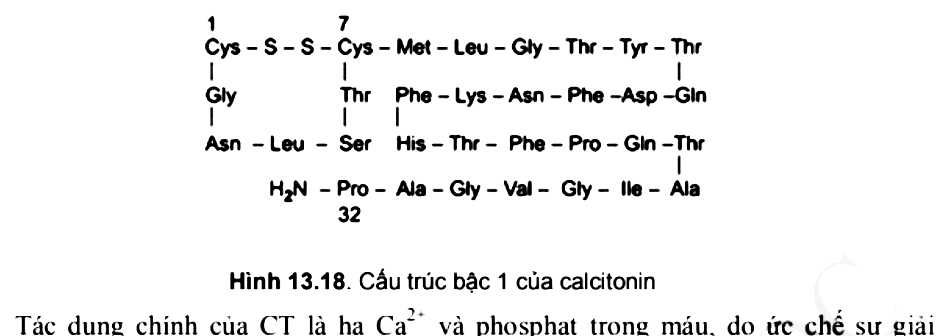 1 7
Cys – S – S – Cys – Met – Leu – Gly – Thr – Tyr – Thr
Gly Thr Phe – Lys – Asn – Phe –Asp –Gln
Asn – Leu – Ser His – Thr – Phe – Pro – Gln –Thr
H₂N – Pro – Ala – Gly – Val – Gly – Ile – Ala
32
Hình 13.18. Cấu trúc bậc 1 của calcitonin
Tác dụng chính của CT là hạ Ca²⁺ và phosphat trong máu, do ức chế sự giải